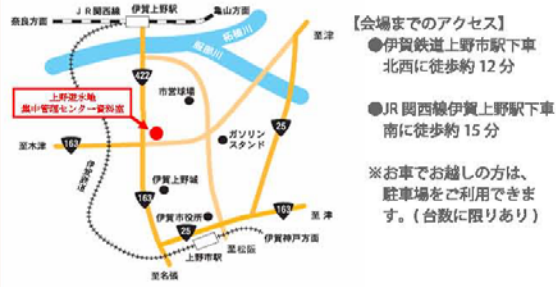 JR関西線
伊賀上野駅
奈良方面
亀山方面
柘植川
服部川
至津
422
市営球場
上野遊水地
集中管理センター資料室
25
ガソリン
スタンド
至木津
163
伊賀鉄道
伊賀上野城
163
伊賀市役所
163
至津
25
伊賀神戸方面
上野市駅
至松阪
至名張
【会場までのアクセス】
●伊賀鉄道上野市駅下車
北西に徒歩約12分
●JR関西線伊賀上野駅下車
南に徒歩約15分
※お車でお越しの方は、
駐車場をご利用できま
す。(台数に限りあり)